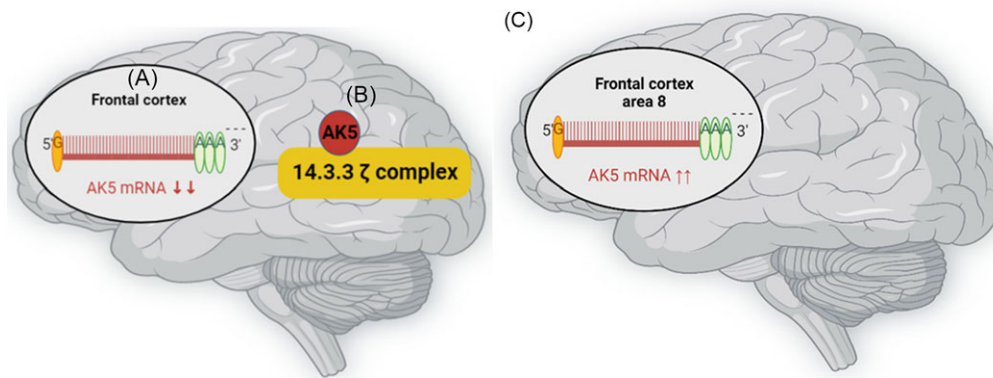 (A)
Frontal cortex
5' G AAA --- 3'
AK5 mRNA ↓↓
(B)
AK5
14.3.3 ζ complex
(C)
Frontal cortex
area 8
5' G AAA --- 3'
AK5 mRNA ↑↑